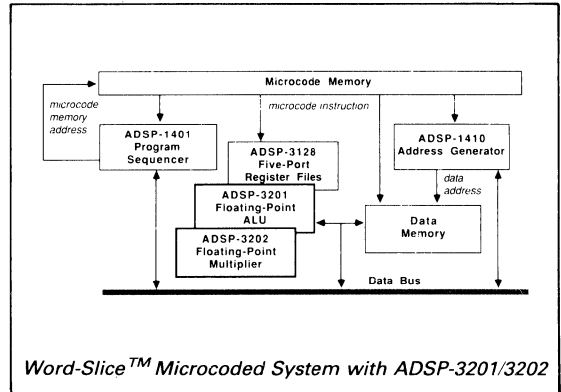 Microcode Memory
microcode
memory
address
microcode instruction
ADSP-1401
Program
Sequencer
ADSP-3128
Five-Port
Register Files
ADSP-1410
Address Generator
data
address
ADSP-3201
Floating-Point
ALU
ADSP-3202
Floating-Point
Multiplier
Data
Memory
Data Bus
Word-Slice™ Microcoded System with ADSP-3201/3202